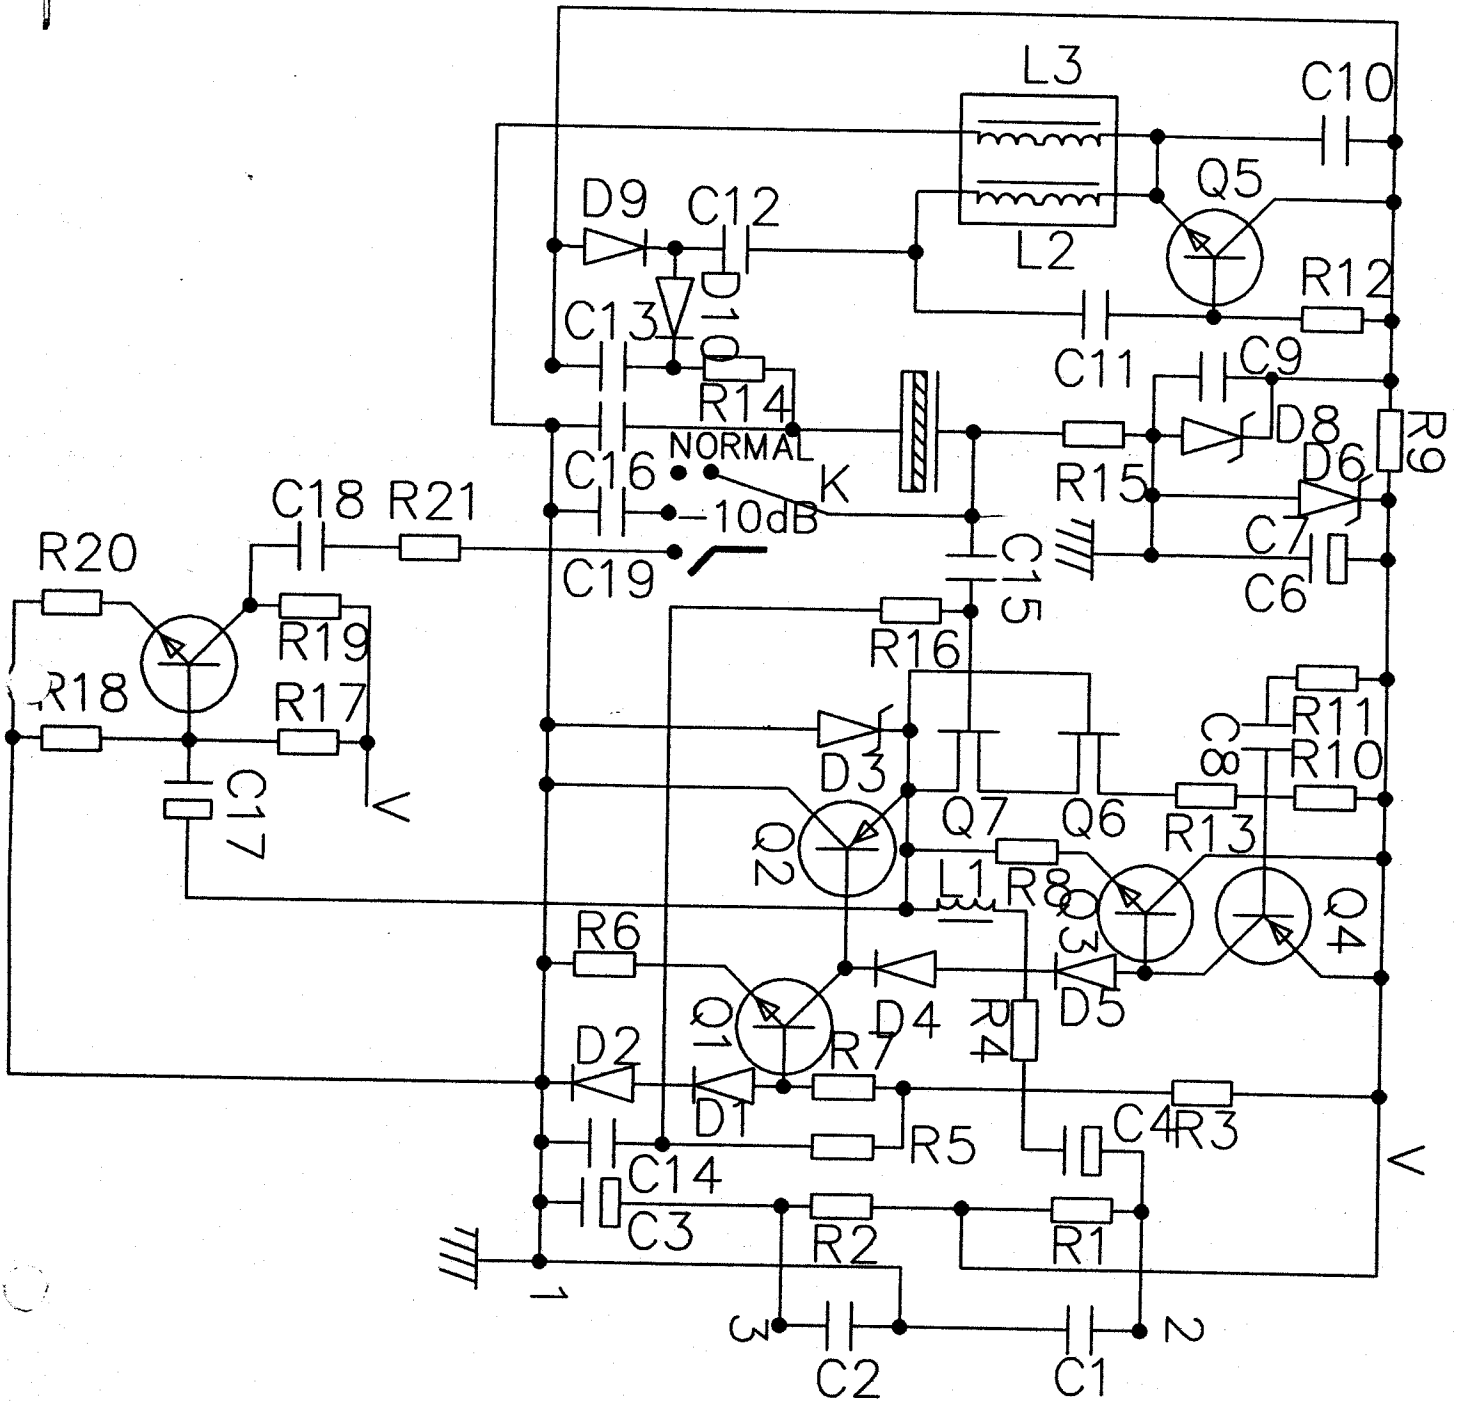 L3
C10
Q5
D9
C12
L2
R12
D10
C13
C9
C11
R14
D8
R9
NORMAL
D6
C16
K
R15
C18
R21
-10dB
C7
R20
C19
C15
C6
R19
R16
R18
R17
R11
C8
R10
D3
C17
V
Q7
Q6
R13
Q2
L1
R8
Q3
Q4
R6
Q1
D4
R4
D5
D2
R7
D1
C4
R3
R5
V
C14
C3
R2
R1
1
3
2
C2
C1